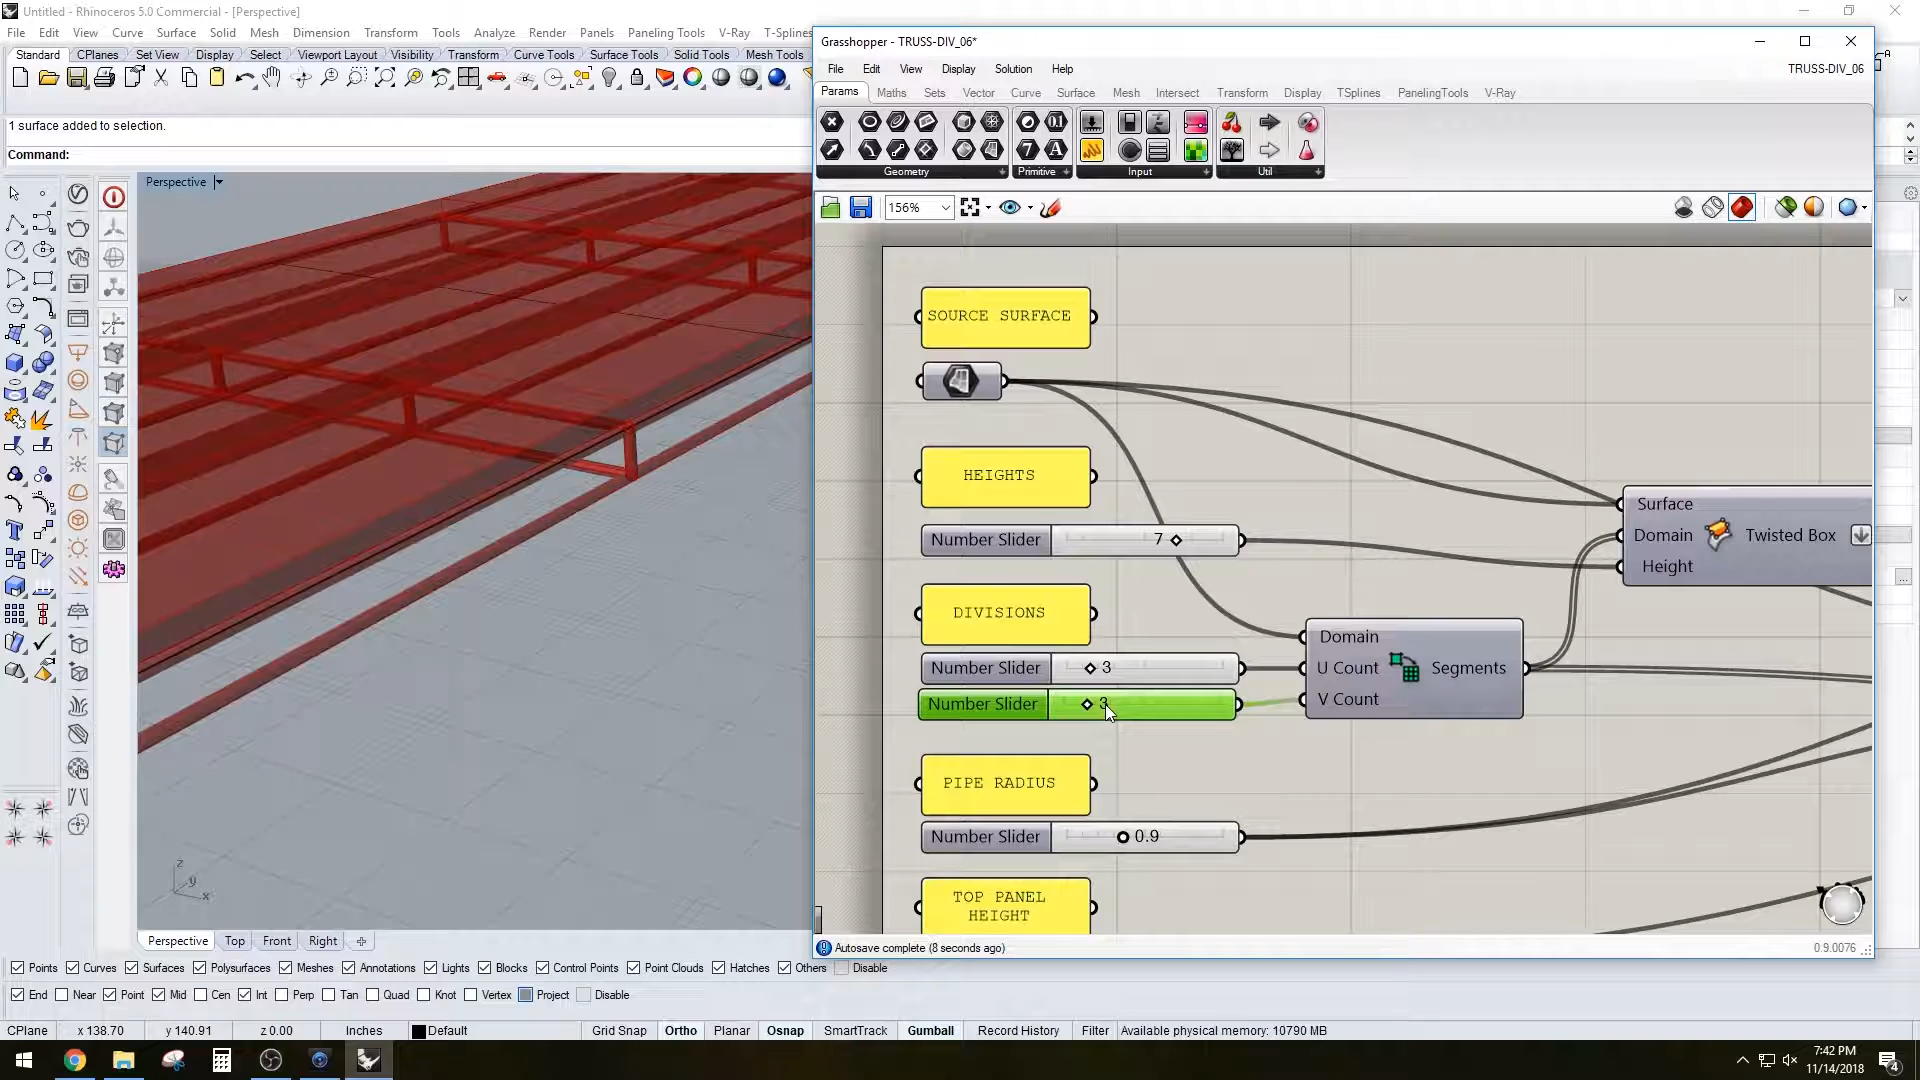 Untitled - Rhinoceros 5.0 Commercial - [Perspective]
File Edit View Curve Surface Solid Mesh Dimension Transform Tools Analyze Render Panels Paneling Tools V-Ray T-Splines
Standard CPlanes Set View Display Select Viewport Layout Visibility Transform Curve Tools Surface Tools Solid Tools Mesh Tools
1 surface added to selection.
Command:
Perspective
Grasshopper - TRUSS-DIV_06*
File Edit View Display Solution Help TRUSS-DIV_06
Params Maths Sets Vector Curve Surface Mesh Intersect Transform Display TSplines PanelingTools V-Ray
Geometry Primitive Input Util
156%
SOURCE SURFACE
HEIGHTS
Number Slider 7
DIVISIONS
Number Slider 3
Number Slider 3
PIPE RADIUS
Number Slider 0.9
TOP PANEL
HEIGHT
Surface
Domain Twisted Box
Height
Domain
U Count Segments
V Count
Autosave complete (8 seconds ago) 0.9.0076
z
y
x
Perspective Top Front Right
Points Curves Surfaces Polysurfaces Meshes Annotations Lights Blocks Control Points Point Clouds Hatches Others Disable
End Near Point Mid Cen Int Perp Tan Quad Knot Vertex Project Disable
CPlane x 138.70 y 140.91 z 0.00 Inches Default Grid Snap Ortho Planar Osnap SmartTrack Gumball Record History Filter Available physical memory: 10790 MB
7:42 PM
11/14/2018
4